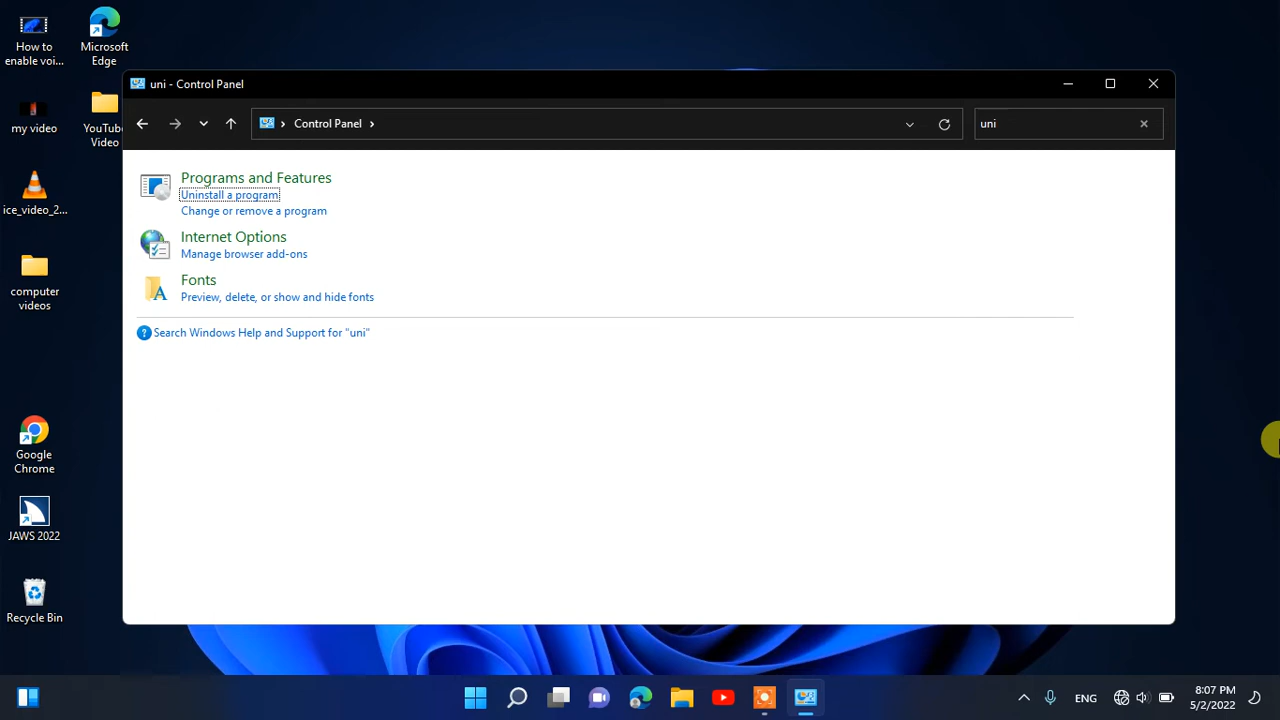 How to
enable voi...
Microsoft
Edge
my video
YouTube
Video
ice_video_2...
computer
videos
Google
Chrome
JAWS 2022
Recycle Bin
uni - Control Panel
Control Panel
uni
Programs and Features
Uninstall a program
Change or remove a program
Internet Options
Manage browser add-ons
Fonts
Preview, delete, or show and hide fonts
Search Windows Help and Support for "uni"
ENG
8:07 PM
5/2/2022